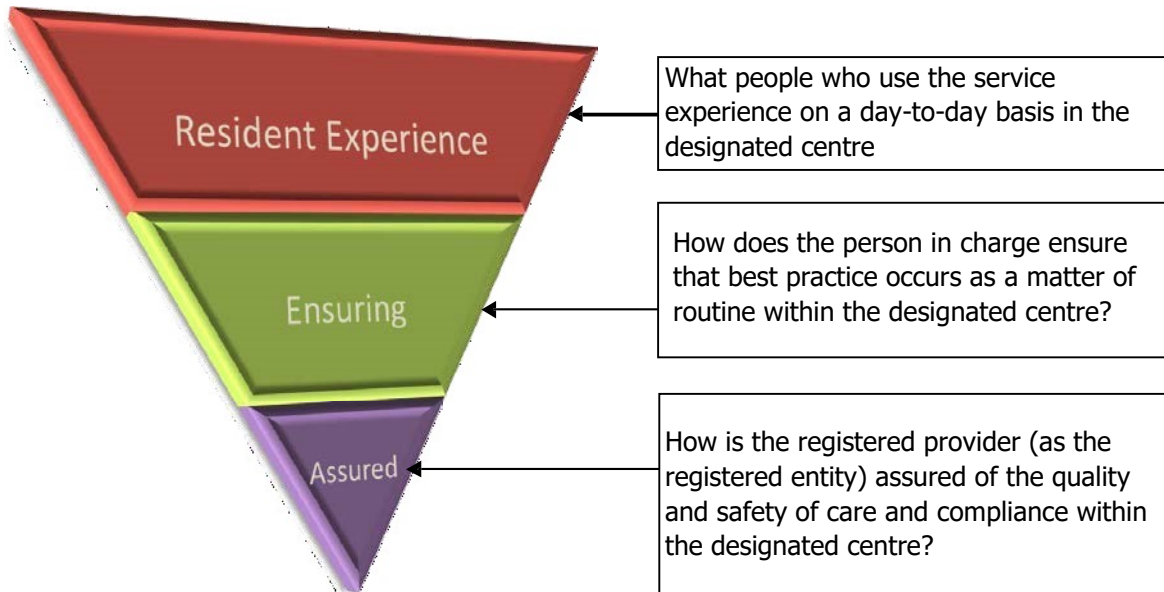 Resident Experience
What people who use the service
experience on a day-to-day basis in the
designated centre
Ensuring
How does the person in charge ensure
that best practice occurs as a matter of
routine within the designated centre?
Assured
How is the registered provider (as the
registered entity) assured of the quality
and safety of care and compliance within
the designated centre?